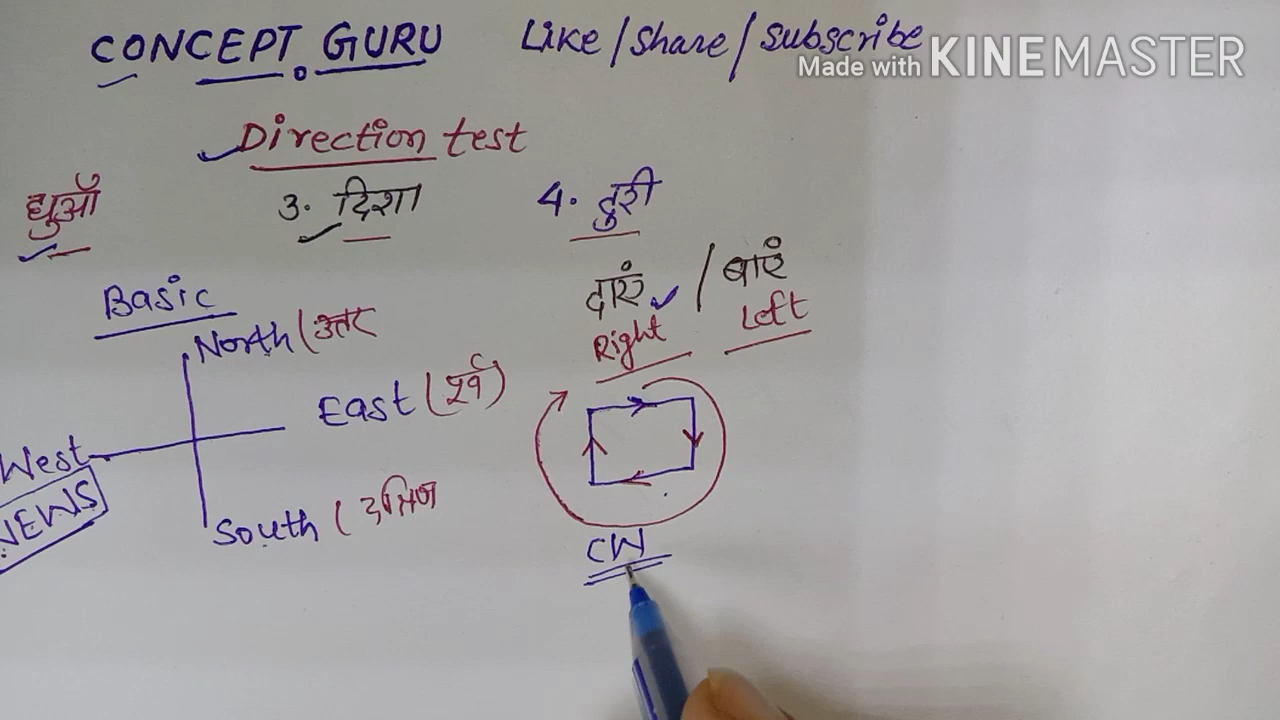 CONCEPT GURU Like/Share/Subscribe
Made with KINEMASTER
Direction test
धुआँ 3. दिशा 4. दुरी
दाएं / बाएं
Right Left
Basic
North (उत्तर
East (पूर्व)
West
NEWS
South (
CW